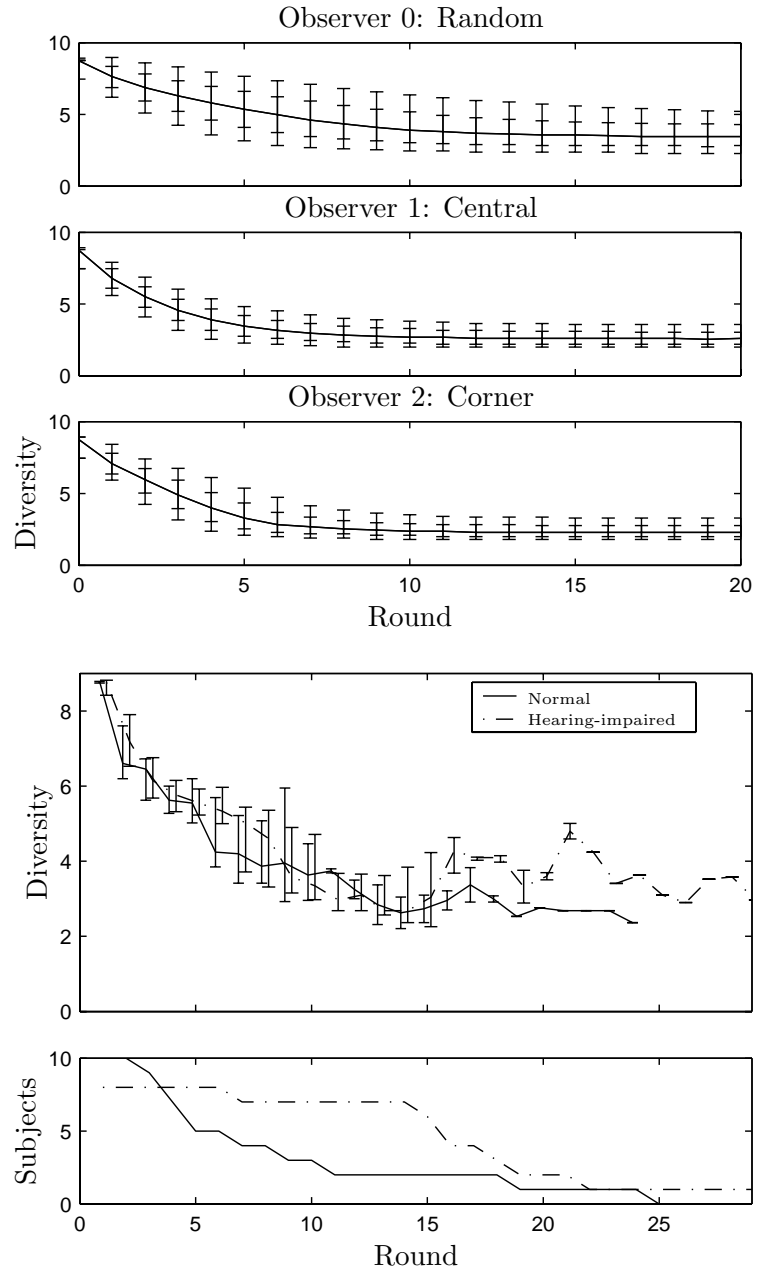 Observer 0: Random
10
5
0
Observer 1: Central
10
5
0
Observer 2: Corner
10
5
0
Diversity
0 5 10 15 20
Round
8
6
4
2
0
Diversity
Normal
Hearing-impaired
10
5
0
Subjects
0 5 10 15 20 25
Round